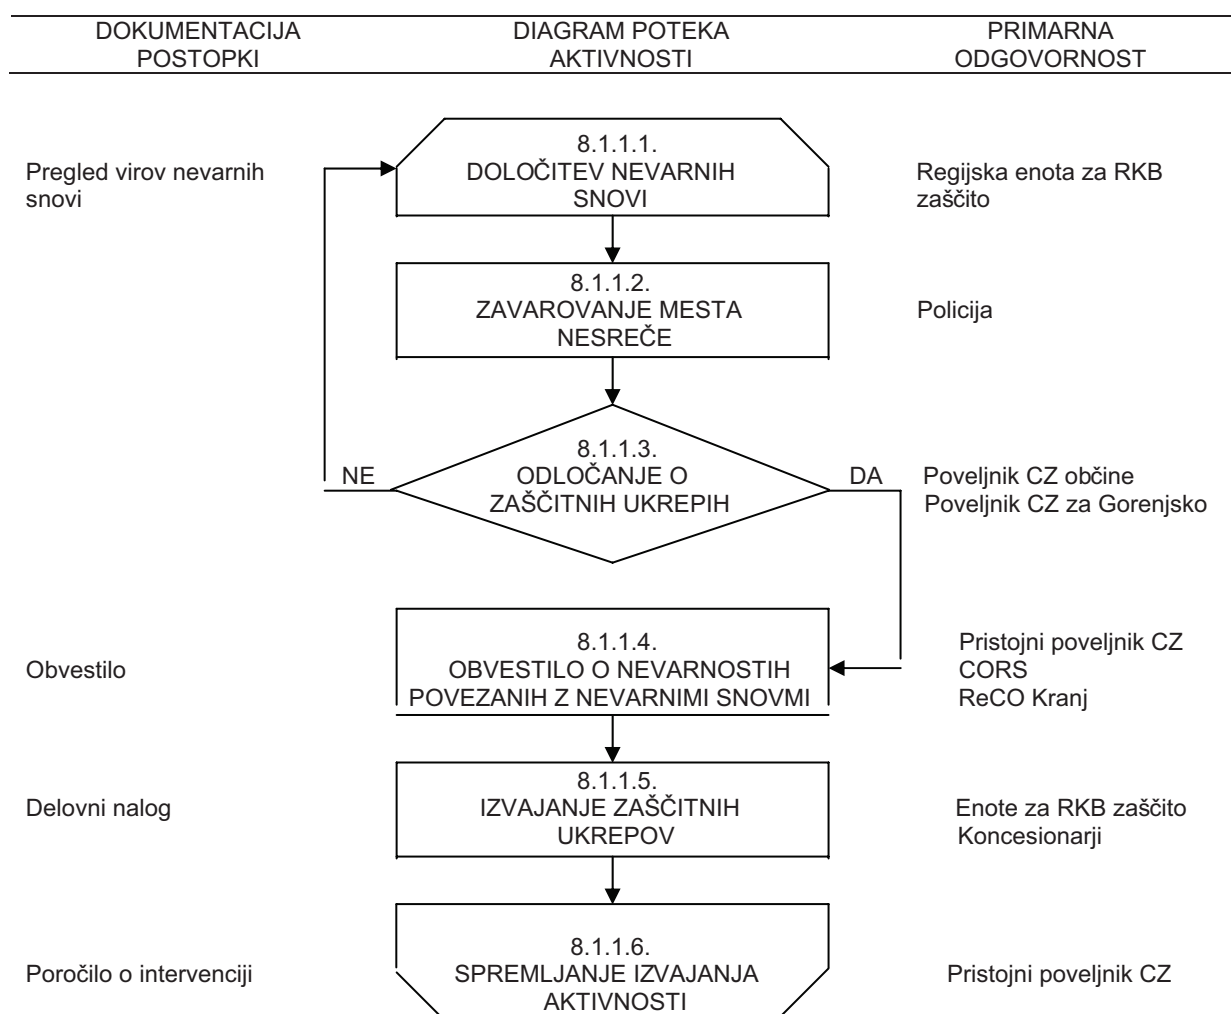 DOKUMENTACIJA
POSTOPKI
DIAGRAM POTEKA
AKTIVNOSTI
PRIMARNA
ODGOVORNOST
Pregled virov nevarnih
snovi
8.1.1.1.
DOLOČITEV NEVARNIH
SNOVI
Regijska enota za RKB
zaščito
8.1.1.2.
ZAVAROVANJE MESTA
NESREČE
Policija
NE
8.1.1.3.
ODLOČANJE O
ZAŠČITNIH UKREPIH
DA
Poveljnik CZ občine
Poveljnik CZ za Gorenjsko
Obvestilo
8.1.1.4.
OBVESTILO O NEVARNOSTIH
POVEZANIH Z NEVARNIMI SNOVMI
Pristojni poveljnik CZ
CORS
ReCO Kranj
Delovni nalog
8.1.1.5.
IZVAJANJE ZAŠČITNIH
UKREPOV
Enote za RKB zaščito
Koncesionarji
Poročilo o intervenciji
8.1.1.6.
SPREMLJANJE IZVAJANJA
AKTIVNOSTI
Pristojni poveljnik CZ